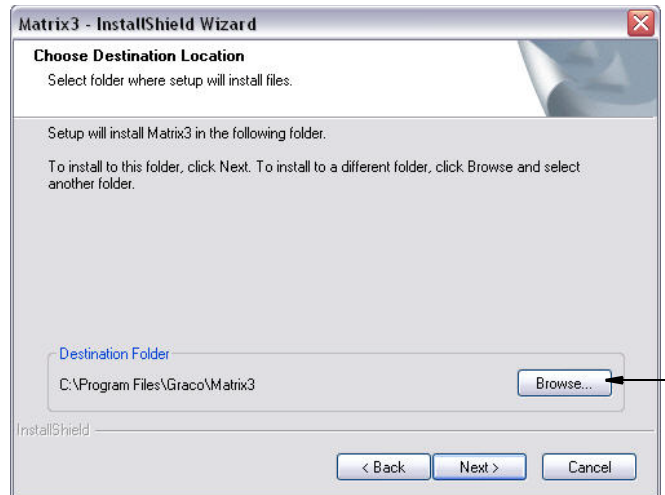 Matrix3 - InstallShield Wizard
Choose Destination Location
Select folder where setup will install files.
Setup will install Matrix3 in the following folder.
To install to this folder, click Next. To install to a different folder, click Browse and select
another folder.
Destination Folder
C:\Program Files\Graco\Matrix3
Browse...
InstallShield
< Back
Next >
Cancel